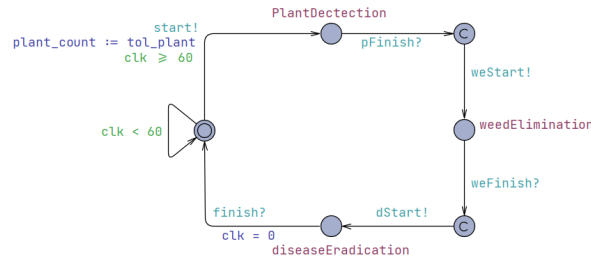 PlantDectection
start!
plant_count := tol_plant
clk ⩾ 60
pFinish?
C
weStart!
clk < 60
weedElimination
weFinish?
finish?
dStart!
C
clk = 0
diseaseEradication